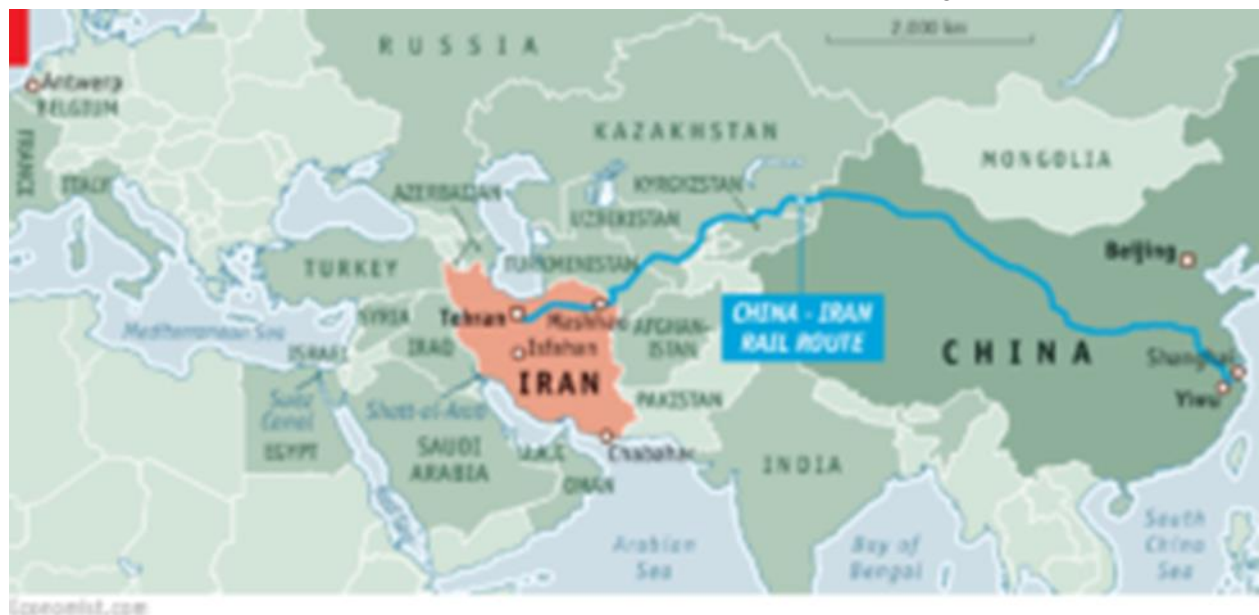 2,000 km
RUSSIA
Antwerp
BELGIUM
FRANCE
ITALY
KAZAKHSTAN
MONGOLIA
AZERBAIJAN
KYRGYZSTAN
UZBEKISTAN
Beijing
TURKEY
TURKMENISTAN
Tehran
Mashhad
CHINA - IRAN
RAIL ROUTE
Mediterranean Sea
SYRIA
AFGHAN-
ISTAN
CHINA
Shanghai
ISRAEL
IRAQ
Isfahan
IRAN
Yiwu
Suez
Canal
Shatt al-Arab
PAKISTAN
EGYPT
SAUDI
ARABIA
U.A.E.
Chabahar
INDIA
OMAN
Red Sea
Arabian
Sea
Bay of
Bengal
South
China
Sea
Economist.com